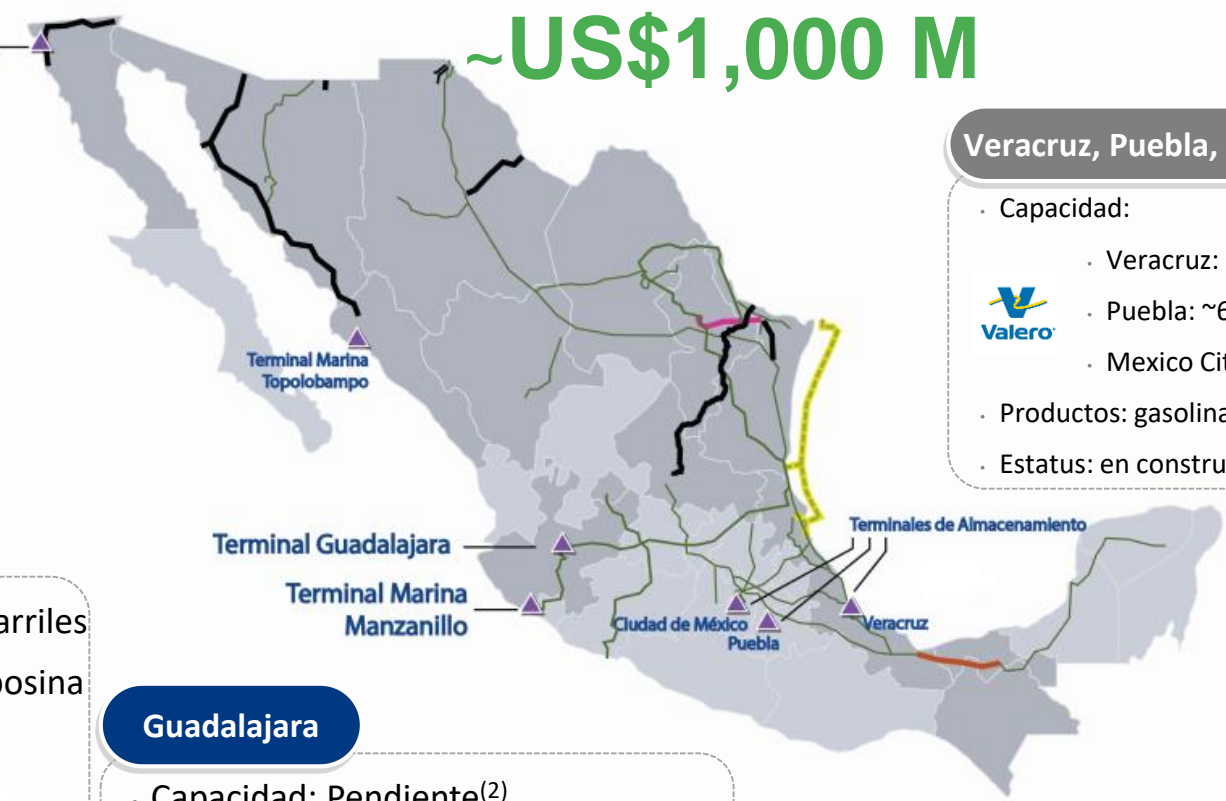 ~US$1,000 M
Veracruz, Puebla,
· Capacidad:
· Veracruz:
· Puebla: ~6
· Mexico Cit
Valero
· Productos: gasolina
· Estatus: en constru
Terminal Marina
Topolobampo
Terminales de Almacenamiento
Terminal Guadalajara
Terminal Marina
Manzanillo
Ciudad de México
Puebla
Veracruz
arriles
osina
Guadalajara
· Capacidad: Pendiente(2)